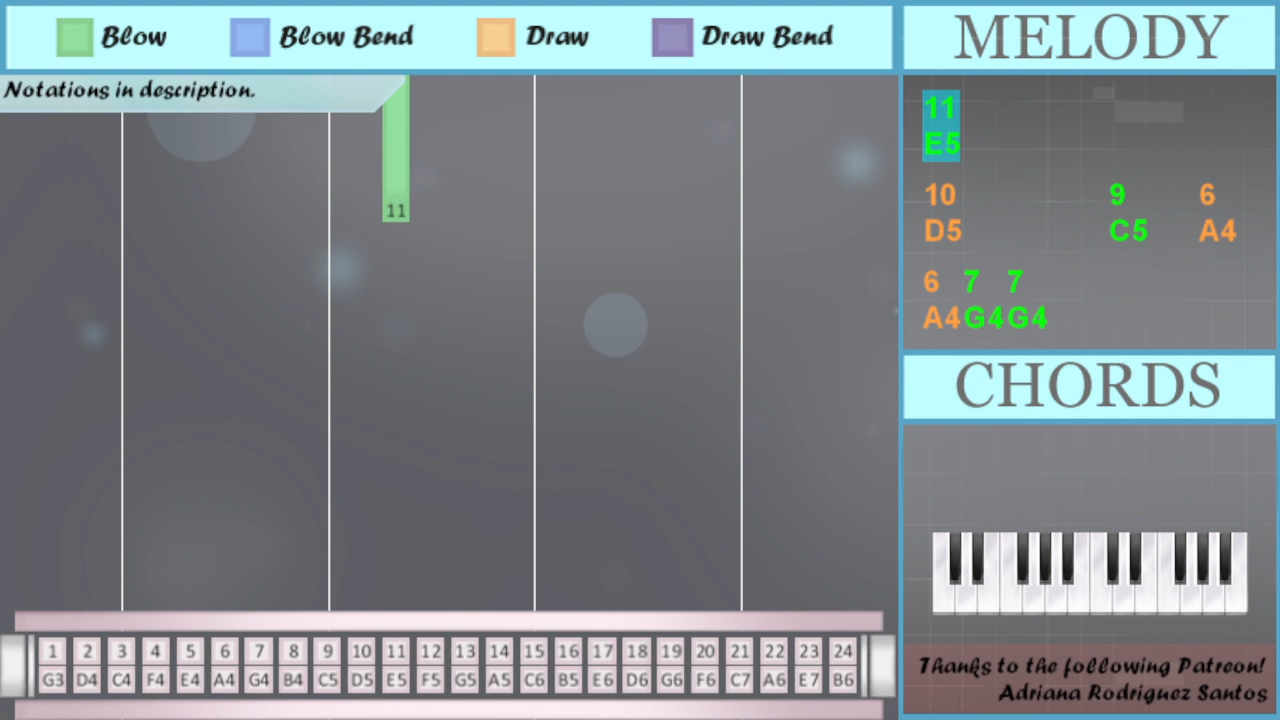 Blow Blow Bend Draw Draw Bend
MELODY
Notations in description.
11
11
E5
10 9 6
D5 C5 A4
6 7 7
A4 G4 G4
CHORDS
1 2 3 4 5 6 7 8 9 10 11 12 13 14 15 16 17 18 19 20 21 22 23 24
G3 D4 C4 F4 E4 A4 G4 B4 C5 D5 E5 F5 G5 A5 C6 B5 E6 D6 G6 F6 C7 A6 E7 B6
Thanks to the following Patreon!
Adriana Rodriguez Santos